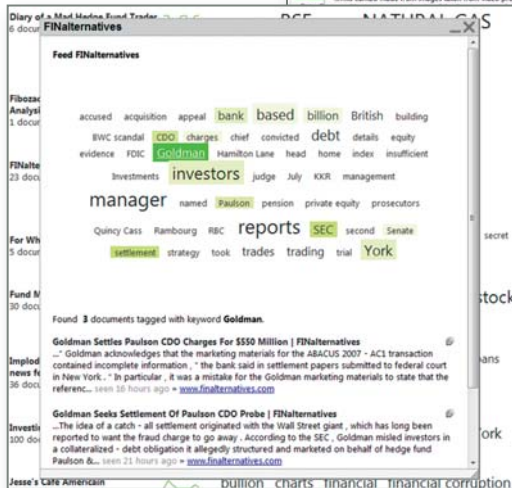 Diary of a Mad Hedge Fund Trader
6 docu
NATURAL GAS
FINalternatives
Feed FINalternatives
accused acquisition appeal bank based billion British building
BWC scandal CDO charges chief convicted debt details equity
evidence FDIC Goldman Hamilton Lane head home index insufficient
Investments investors judge July KKR management
manager named Paulson pension private equity prosecutors
Quincy Cass Rambourg RBC reports SEC second Senate
settlement strategy took trades trading trial York
Found 3 documents tagged with keyword Goldman.
Goldman Settles Paulson CDO Charges For $550 Million | FINalternatives
..." Goldman acknowledges that the marketing materials for the ABACUS 2007 - AC1 transaction
contained incomplete information , " the bank said in settlement papers submitted to federal court
in New York . " In particular , it was a mistake for the Goldman marketing materials to state that the
referenc... seen 16 hours ago » www.finalternatives.com
Goldman Seeks Settlement Of Paulson CDO Probe | FINalternatives
...The idea of a catch - all settlement originated with the Wall Street giant , which has long been
reported to want the fraud charge to go away . According to the SEC , Goldman misled investors in
a collateralized - debt obligation it allegedly structured and marketed on behalf of hedge fund
Paulson &... seen 21 hours ago » www.finalternatives.com
Fibozac
Analysi
1 docur
FINalte
23 docu
For Wh
5 docur
secret
Fund M
30 docu
stock
Implod
news fe
36 docu
ans
Investi
100 do
ork
Jesse's Café Américain
bullion charts financial financial corruption